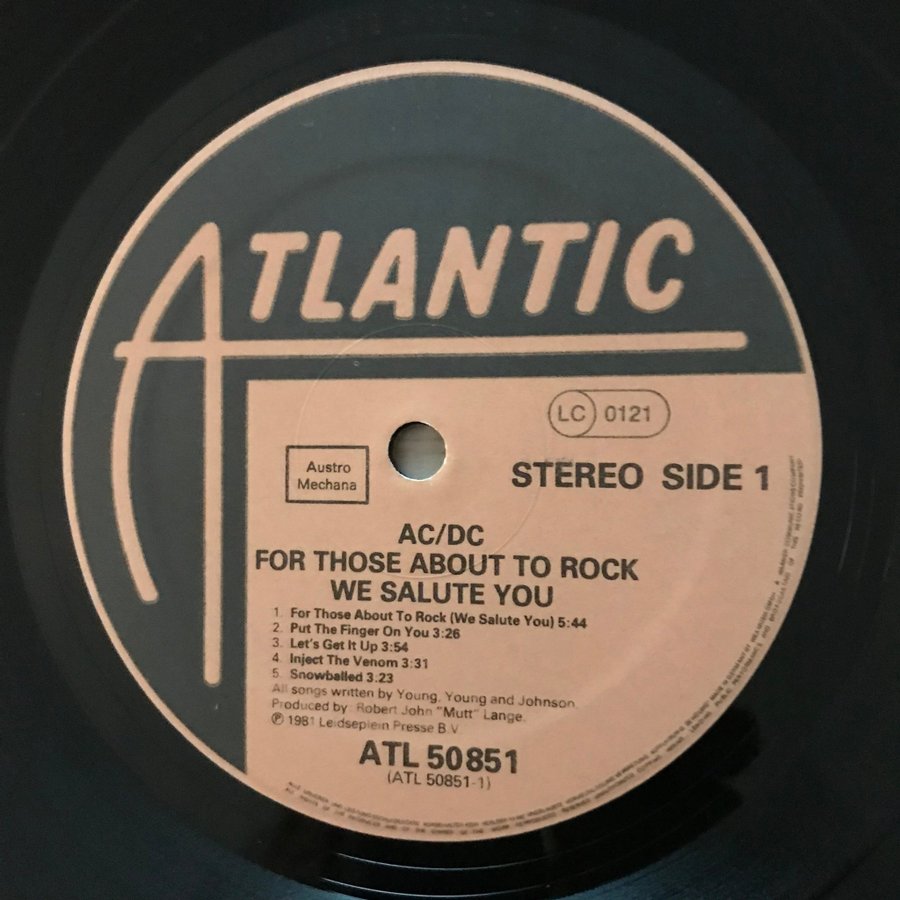 ATLANTIC
LC 0121
Austro
Mechana
STEREO SIDE 1
AC/DC
FOR THOSE ABOUT TO ROCK
WE SALUTE YOU
1. For Those About To Rock (We Salute You) 5:44
2. Put The Finger On You 3:26
3. Let's Get It Up 3:54
4. Inject The Venom 3:31
5. Snowballed 3.23
All songs written by Young, Young and Johnson.
Produced by Robert John "Mutt" Lange.
℗ 1981 Leidseplein Presse B.V.
ATL 50851
(ATL 50851-1)